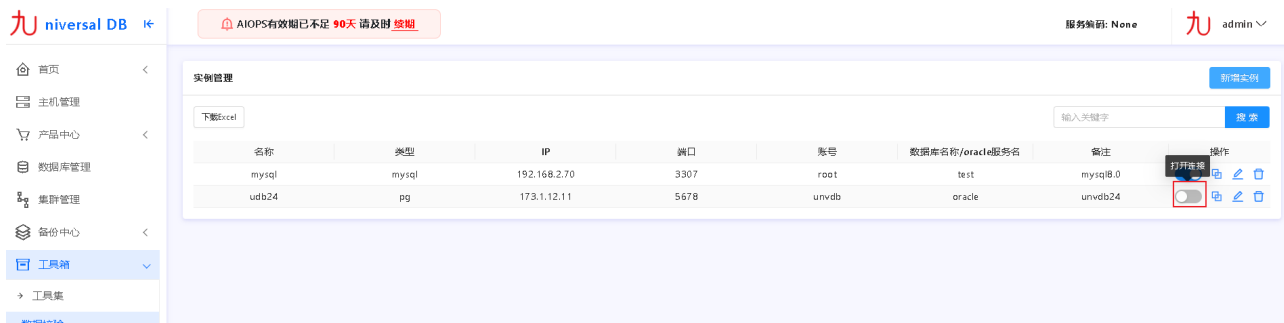 九 niversal DB
AIOPS有效期已不足 90天 请及时 续期
服务编码: None
九 admin
首页
主机管理
产品中心
数据库管理
集群管理
备份中心
工具箱
工具集
实例管理
新增实例
下载Excel
输入关键字
搜 索
名称 类型 IP 端口 账号 数据库名称/oracle服务名 备注 操作
打开连接
mysql mysql 192.168.2.70 3307 root test mysql8.0
udb24 pg 173.1.12.11 5678 unvdb oracle unvdb24